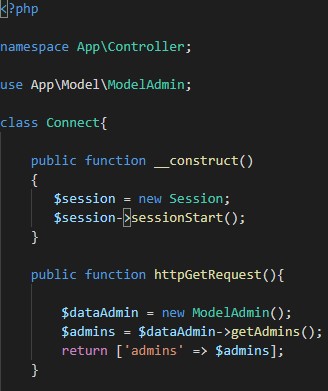 <?php
namespace App\Controller;
use App\Model\ModelAdmin;
class Connect{
public function __construct()
{
$session = new Session;
$session->sessionStart();
}
public function httpGetRequest(){
$dataAdmin = new ModelAdmin();
$admins = $dataAdmin->getAdmins();
return ['admins' => $admins];
}